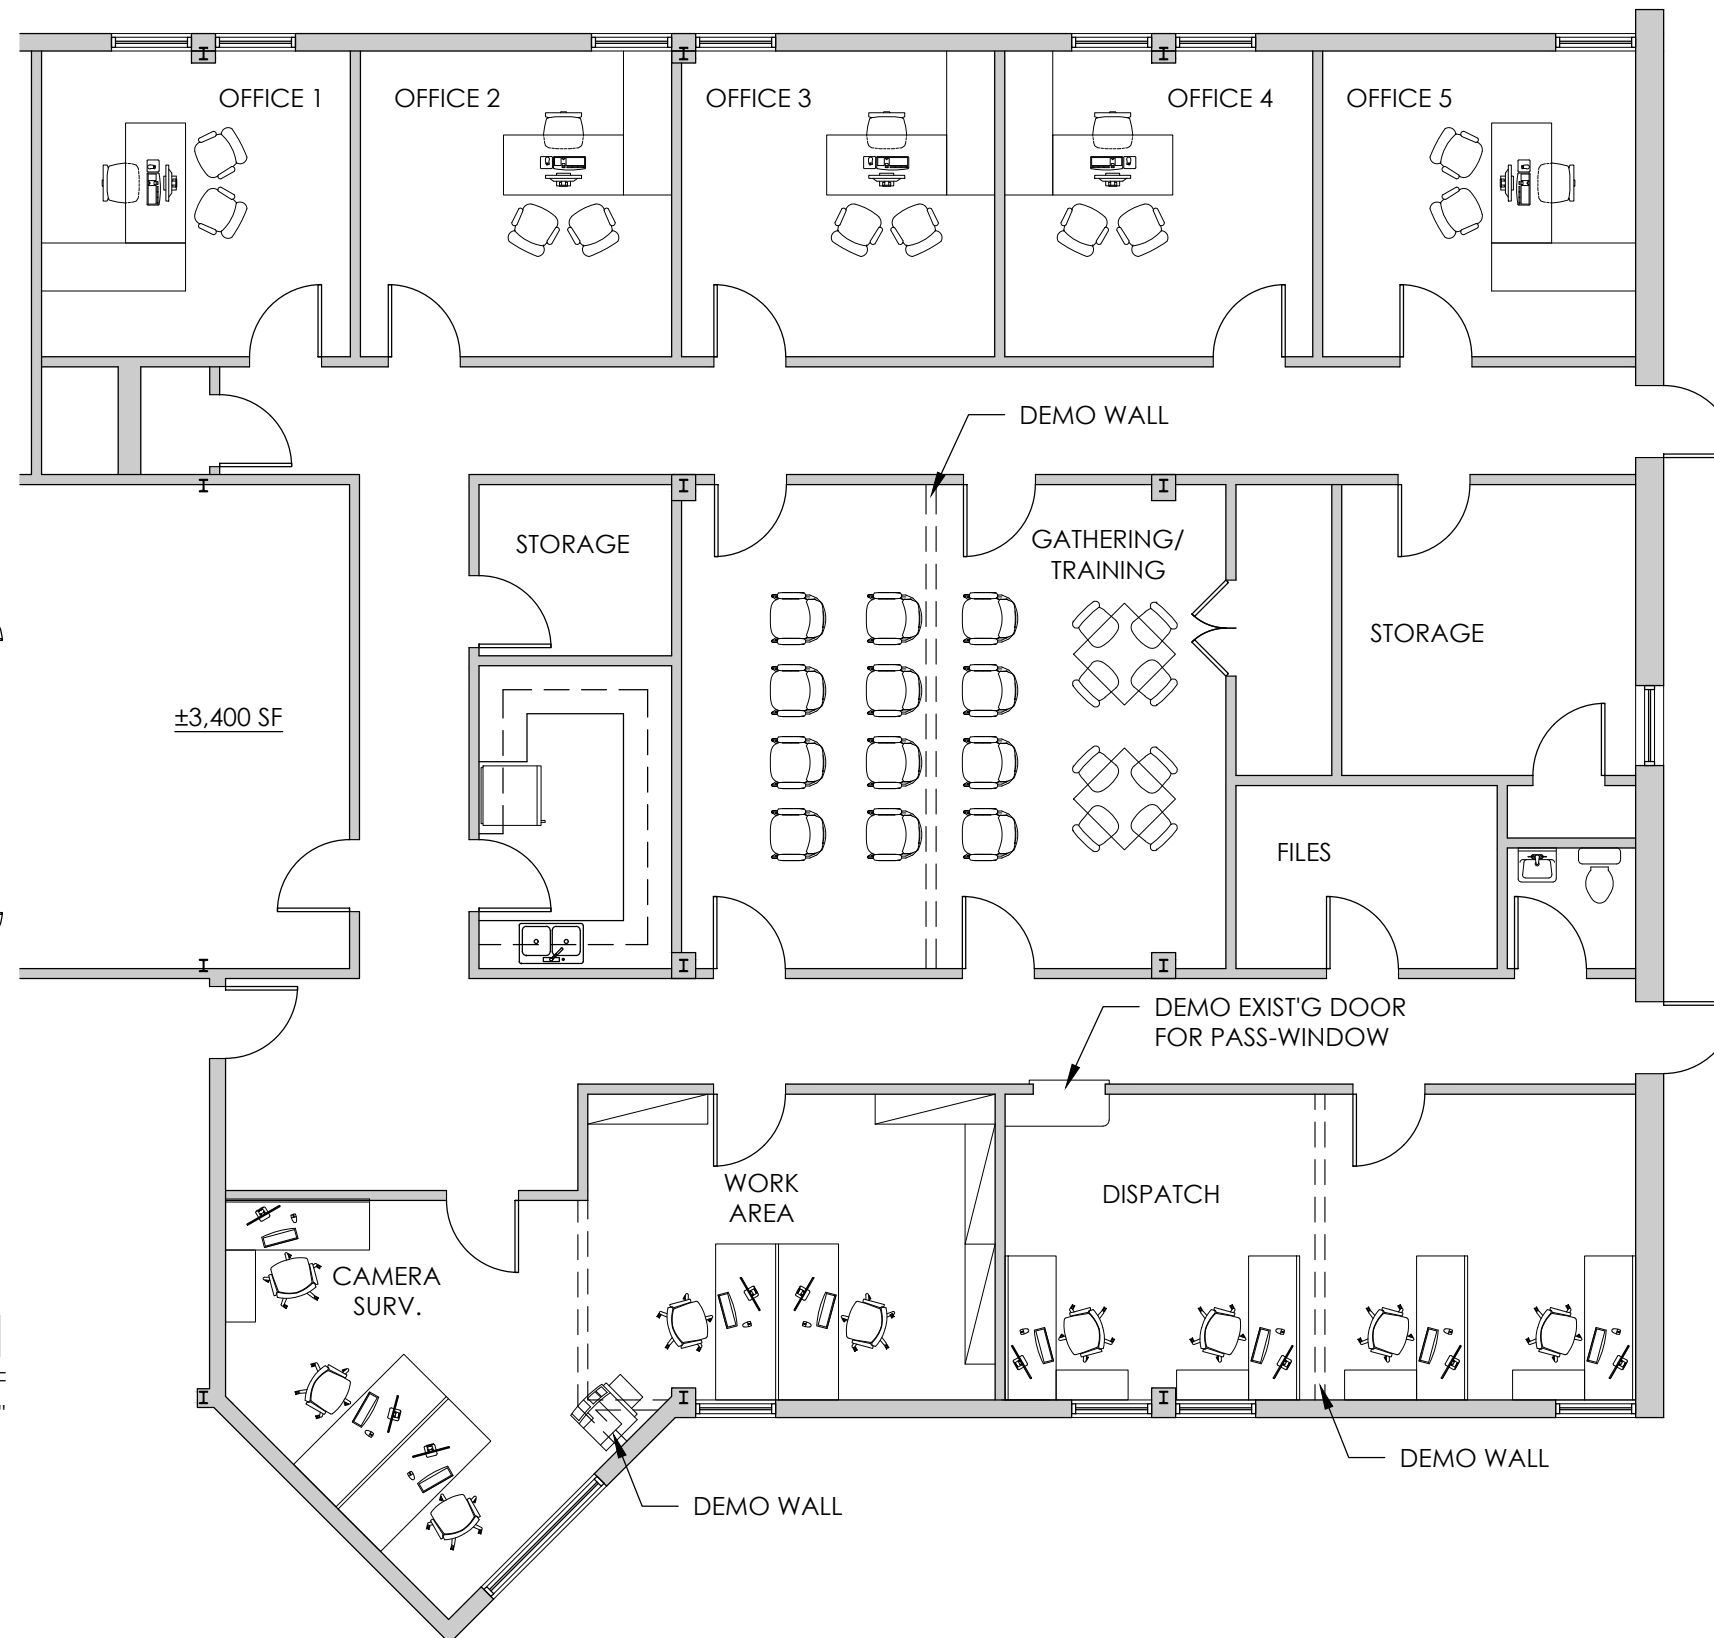 OFFICE 1
OFFICE 2
OFFICE 3
OFFICE 4
OFFICE 5
DEMO WALL
STORAGE
GATHERING/
TRAINING
STORAGE
±3,400 SF
FILES
DEMO EXIST'G DOOR
FOR PASS-WINDOW
WORK
AREA
DISPATCH
CAMERA
SURV.
DEMO WALL
DEMO WALL